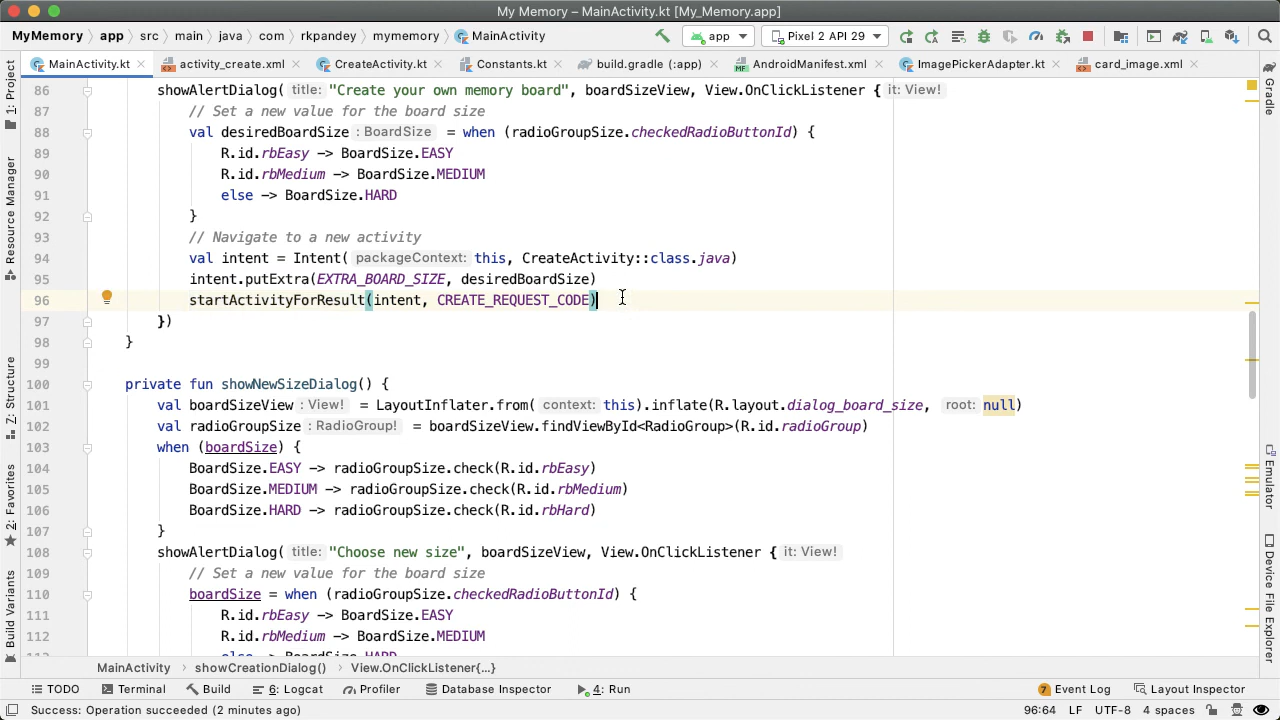 My Memory – MainActivity.kt [My_Memory.app]
MyMemory app src main java com rkpandey mymemory MainActivity app Pixel 2 API 29
MainActivity.kt activity_create.xml CreateActivity.kt Constants.kt build.gradle (:app) AndroidManifest.xml ImagePickerAdapter.kt card_image.xml
1: Project
Resource Manager
Z: Structure
2: Favorites
Build Variants
86 showAlertDialog( title: "Create your own memory board", boardSizeView, View.OnClickListener { it: View!
87 // Set a new value for the board size
88 val desiredBoardSize : BoardSize = when (radioGroupSize.checkedRadioButtonId) {
89 R.id.rbEasy -> BoardSize.EASY
90 R.id.rbMedium -> BoardSize.MEDIUM
91 else -> BoardSize.HARD
92 }
93 // Navigate to a new activity
94 val intent = Intent( packageContext: this, CreateActivity::class.java)
95 intent.putExtra(EXTRA_BOARD_SIZE, desiredBoardSize)
96 startActivityForResult(intent, CREATE_REQUEST_CODE)
97 })
98 }
99
100 private fun showNewSizeDialog() {
101 val boardSizeView : View! = LayoutInflater.from( context: this).inflate(R.layout.dialog_board_size, root: null)
102 val radioGroupSize : RadioGroup! = boardSizeView.findViewById<RadioGroup>(R.id.radioGroup)
103 when (boardSize) {
104 BoardSize.EASY -> radioGroupSize.check(R.id.rbEasy)
105 BoardSize.MEDIUM -> radioGroupSize.check(R.id.rbMedium)
106 BoardSize.HARD -> radioGroupSize.check(R.id.rbHard)
107 }
108 showAlertDialog( title: "Choose new size", boardSizeView, View.OnClickListener { it: View!
109 // Set a new value for the board size
110 boardSize = when (radioGroupSize.checkedRadioButtonId) {
111 R.id.rbEasy -> BoardSize.EASY
112 R.id.rbMedium -> BoardSize.MEDIUM
113 else -> BoardSize.HARD
Gradle
Emulator
Device File Explorer
MainActivity showCreationDialog() View.OnClickListener{...}
TODO Terminal Build 6: Logcat Profiler Database Inspector 4: Run 7 Event Log Layout Inspector
Success: Operation succeeded (2 minutes ago) 96:64 LF UTF-8 4 spaces